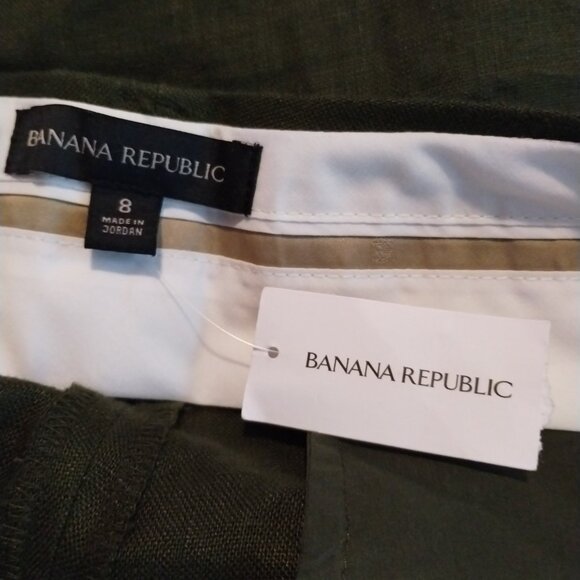 BANANA REPUBLIC
8
MADE IN
JORDAN
BANANA REPUBLIC